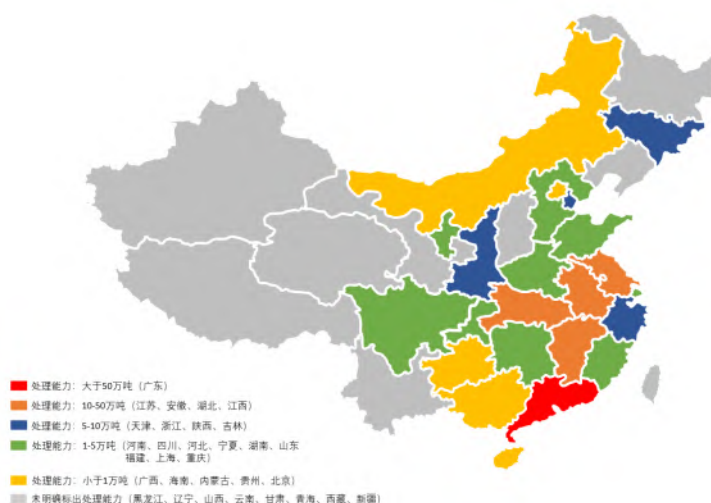 处理能力：大于50万吨（广东）
处理能力：10-50万吨（江苏、安徽、湖北、江西）
处理能力：5-10万吨（天津、浙江、陕西、吉林）
处理能力：1-5万吨（河南、四川、河北、宁夏、湖南、山东
福建、上海、重庆）
处理能力：小于1万吨（广西、海南、内蒙古、贵州、北京）
未明确标出处理能力（黑龙江、辽宁、山西、云南、甘肃、青海、西藏、新疆）